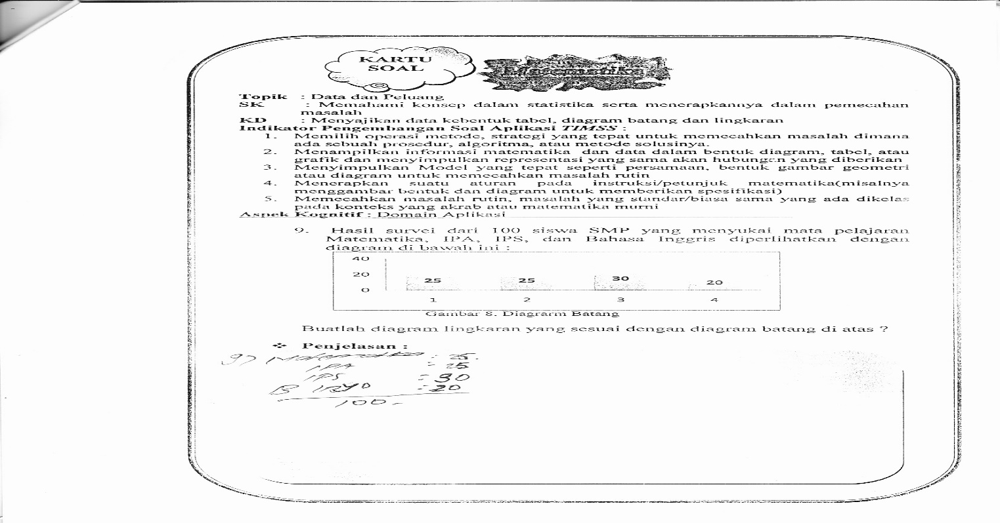 KARTU
SOAL
Matematika
Topik : Data dan Peluang
SK : Memahami konsep dalam statistika serta menerapkannya dalam pemecahan
masalah
KD : Menyajikan data kebentuk tabel, diagram batang dan lingkaran
Indikator Pengembangan Soal Aplikasi TIMSS :
1. Memilih operasi metode, strategi yang tepat untuk memecahkan masalah dimana
ada sebuah prosedur, algoritma, atau metode solusinya.
2. Menampilkan informasi matematika dan data dalam bentuk diagram, tabel, atau
grafik dan menyimpulkan representasi yang sama akan hubungan yang diberikan
3. Menyimpulkan Model yang tepat seperti persamaan, bentuk gambar geometri
atau diagram untuk memecahkan masalah rutin
4. Menerapkan suatu aturan pada instruksi/petunjuk matematika(misalnya
menggambar bentuk dan diagram untuk memberikan spesifikasi)
5. Memecahkan masalah rutin, masalah yang standar/biasa sama yang ada dikelas
pada konteks yang akrab atau matematika murni
Aspek Kognitif : Domain Aplikasi
9. Hasil survei dari 100 siswa SMP yang menyukai mata pelajaran
Matematika, IPA, IPS, dan Bahasa Inggris diperlihatkan dengan
diagram di bawah ini :
40
20
0
25 25 30 20
1 2 3 4
Gambar 8. Diagrarm Batang
Buatlah diagram lingkaran yang sesuai dengan diagram batang di atas ?
❖ Penjelasan :
9) Matematika : 25.
IPA = 25
IPS = 30
B = 20
100